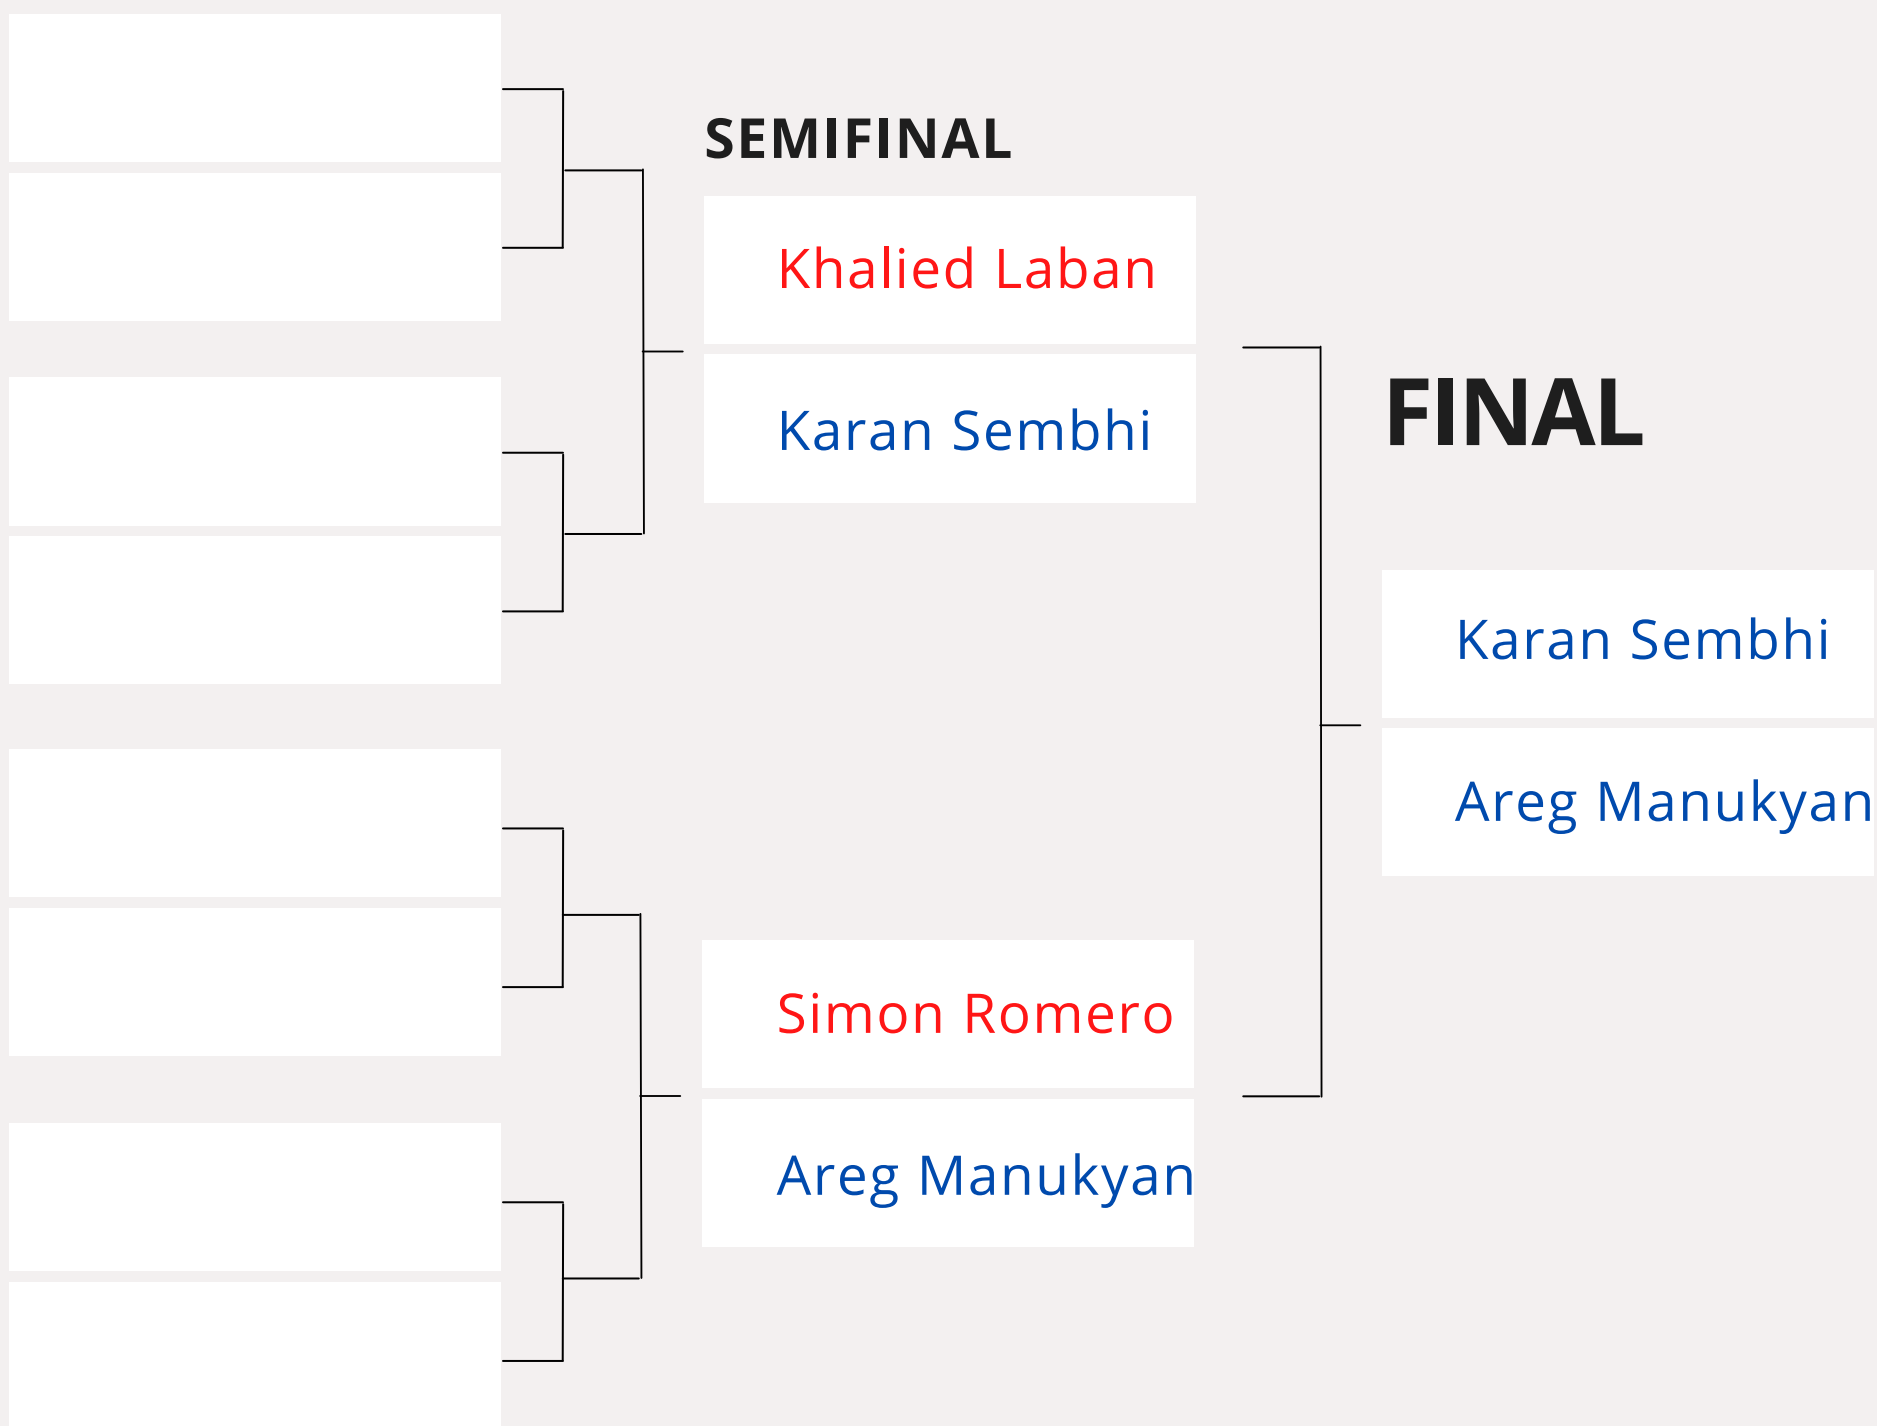 SEMIFINAL
Khalied Laban
Karan Sembhi
Simon Romero
Areg Manukyan
FINAL
Karan Sembhi
Areg Manukyan